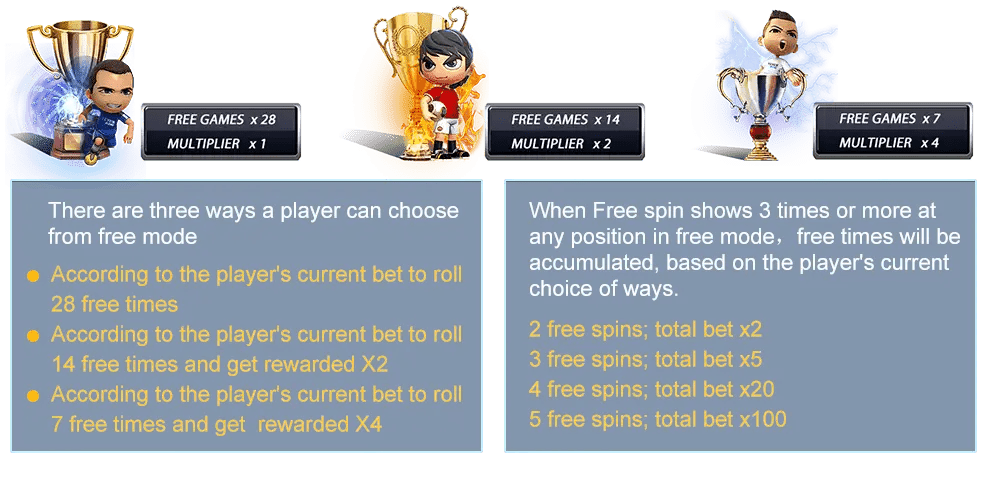 FREE GAMES x 28
MULTIPLIER x 1
FREE GAMES x 14
MULTIPLIER x 2
FREE GAMES x 7
MULTIPLIER x 4
There are three ways a player can choose
from free mode
According to the player's current bet to roll
28 free times
According to the player's current bet to roll
14 free times and get rewarded X2
According to the player's current bet to roll
7 free times and get  rewarded X4
When Free spin shows 3 times or more at
any position in free mode，free times will be
accumulated, based on the player's current
choice of ways.
2 free spins; total bet x2
3 free spins; total bet x5
4 free spins; total bet x20
5 free spins; total bet x100